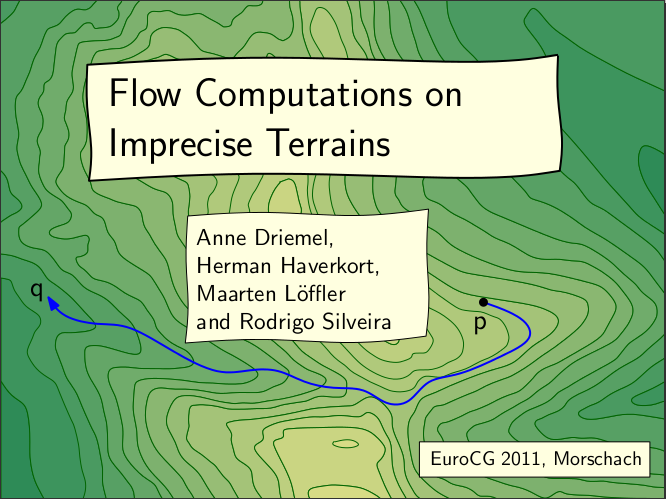 Flow Computations on
Imprecise Terrains
Anne Driemel,
Herman Haverkort,
Maarten Löffler
and Rodrigo Silveira
q
p
EuroCG 2011, Morschach